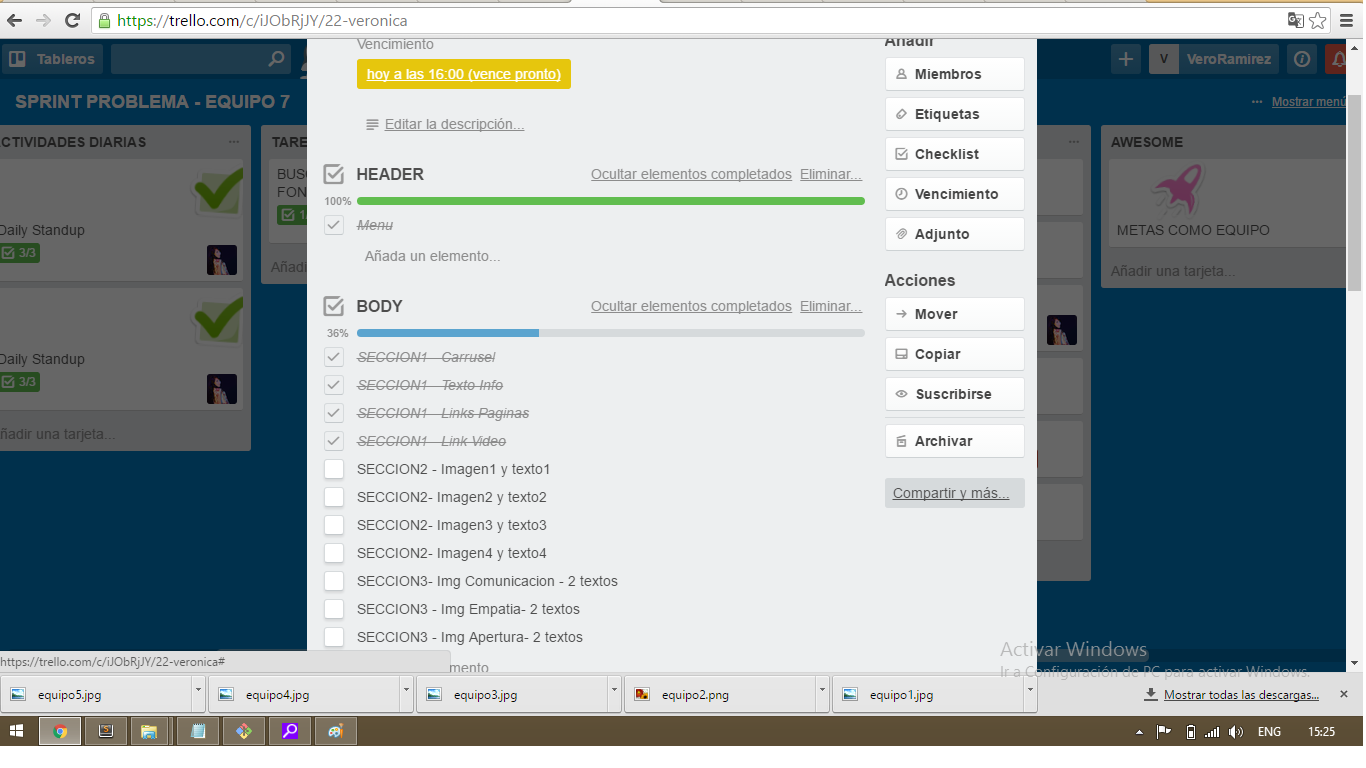 https://trello.com/c/iJObRjJY/22-veronica
Tableros
V VeroRamirez
SPRINT PROBLEMA - EQUIPO 7
Mostrar menú
CTIVIDADES DIARIAS
Daily Standup
3/3
Daily Standup
3/3
ñadir una tarjeta...
TARE
BUS
FON
1/
Añadi
Vencimiento
hoy a las 16:00 (vence pronto)
Editar la descripción...
HEADER Ocultar elementos completados Eliminar...
100%
Menu
Añada un elemento...
BODY Ocultar elementos completados Eliminar...
36%
SECCION1 - Carrusel
SECCION1 - Texto Info
SECCION1 - Links Paginas
SECCION1 - Link Video
SECCION2 - Imagen1 y texto1
SECCION2- Imagen2 y texto2
SECCION2- Imagen3 y texto3
SECCION2- Imagen4 y texto4
SECCION3- Img Comunicacion - 2 textos
SECCION3 - Img Empatia- 2 textos
SECCION3 - Img Apertura- 2 textos
mento
Añadir
Miembros
Etiquetas
Checklist
Vencimiento
Adjunto
Acciones
Mover
Copiar
Suscribirse
Archivar
Compartir y más...
AWESOME
METAS COMO EQUIPO
Añadir una tarjeta...
Activar Windows
Ir a Configuración de PC para activar Windows.
https://trello.com/c/iJObRjJY/22-veronica#
equipo5.jpg
equipo4.jpg
equipo3.jpg
equipo2.png
equipo1.jpg
Mostrar todas las descargas...
ENG
15:25